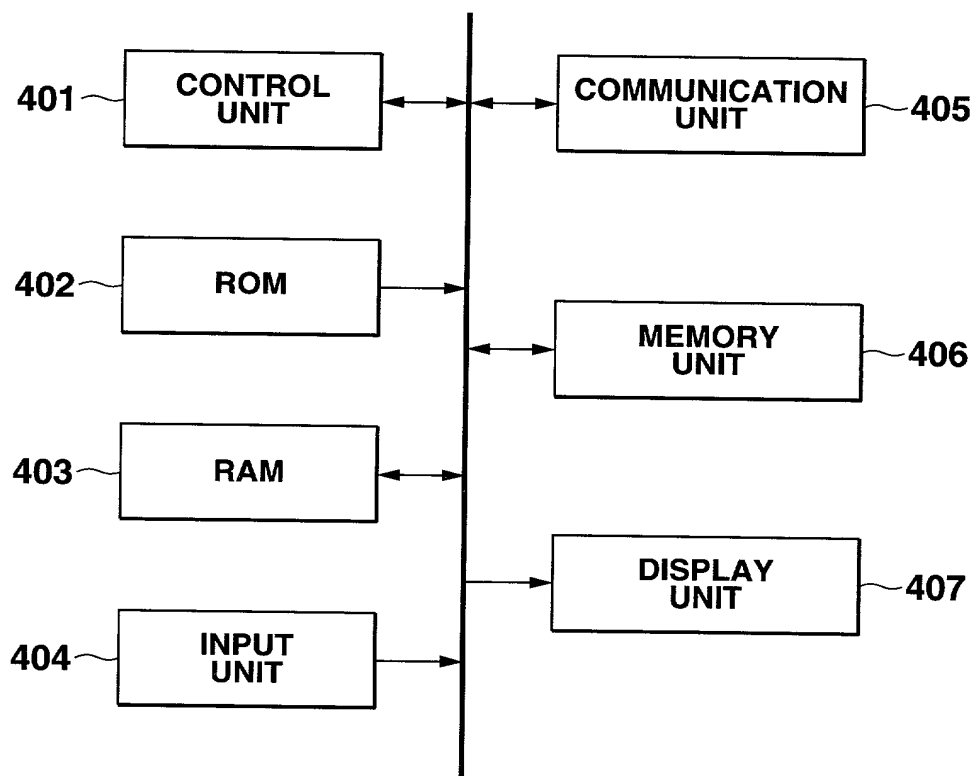 401
CONTROL
UNIT
402
ROM
403
RAM
404
INPUT
UNIT
COMMUNICATION
UNIT
405
MEMORY
UNIT
406
DISPLAY
UNIT
407